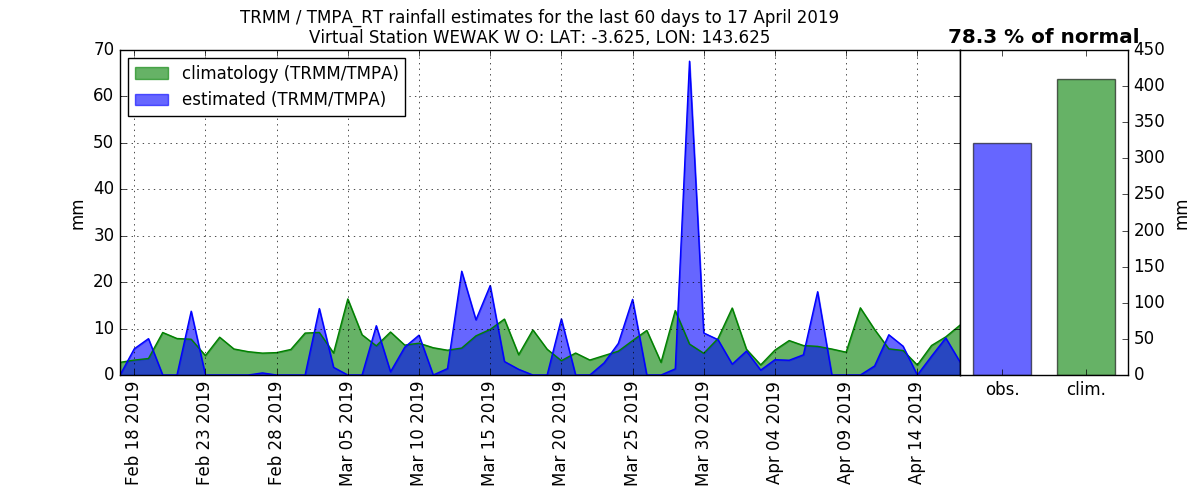 TRMM / TMPA_RT rainfall estimates for the last 60 days to 17 April 2019
Virtual Station WEWAK W O: LAT: -3.625, LON: 143.625
78.3 % of normal
climatology (TRMM/TMPA)
estimated (TRMM/TMPA)
70
60
50
40
30
20
10
0
mm
450
400
350
300
250
200
150
100
50
0
mm
obs.
clim.
Feb 18 2019
Feb 23 2019
Feb 28 2019
Mar 05 2019
Mar 10 2019
Mar 15 2019
Mar 20 2019
Mar 25 2019
Mar 30 2019
Apr 04 2019
Apr 09 2019
Apr 14 2019